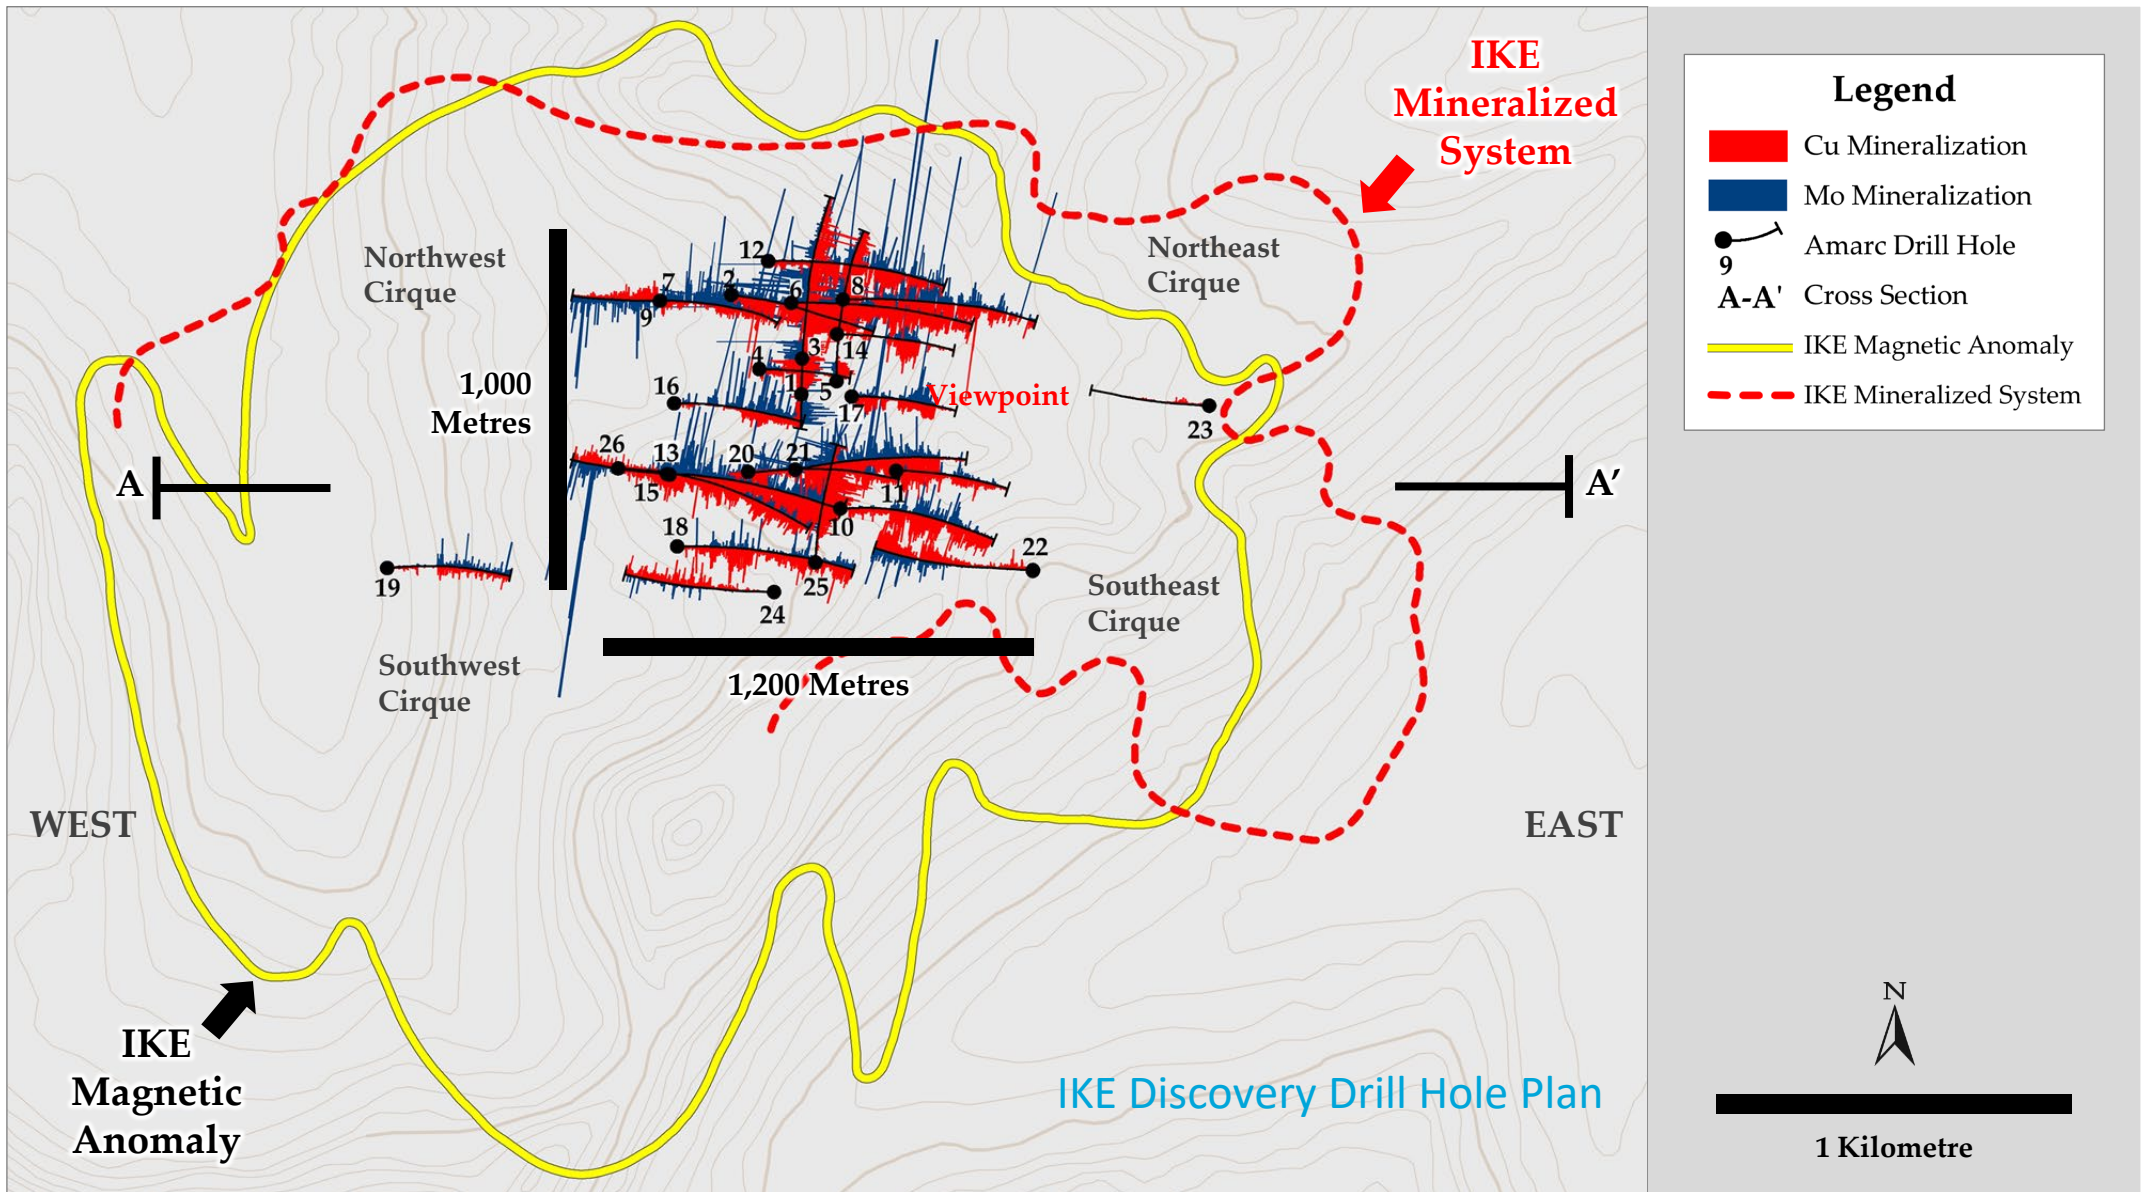 IKE
Mineralized
System
Legend
Cu Mineralization
Mo Mineralization
Amarc Drill Hole
9
A-A' Cross Section
IKE Magnetic Anomaly
IKE Mineralized System
Northwest
Cirque
Northeast
Cirque
12
7
2
6
8
9
3
14
4
1
5
16
17
Viewpoint
23
1,000
Metres
26
13
20
21
15
11
10
A
A′
18
22
19
25
24
Southeast
Cirque
Southwest
Cirque
1,200 Metres
WEST
EAST
IKE
Magnetic
Anomaly
IKE Discovery Drill Hole Plan
N
1 Kilometre